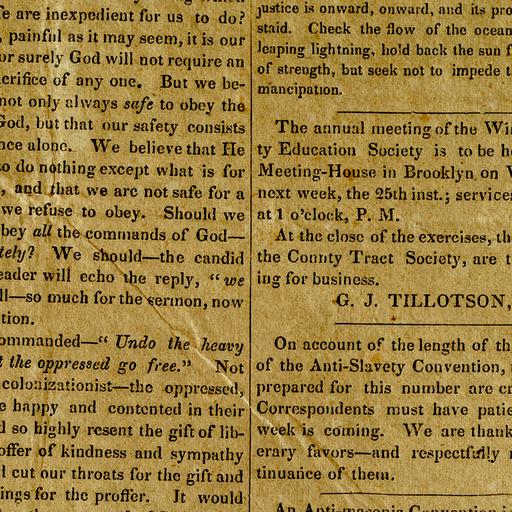 e are inexpedient for us to do?
, painful as it may seem, it is our
or surely God will not require an
acrifice of any one. But we be-
not only always safe to obey the
God, but that our safety consists
nce alone. We believe that He
to do nothing except what is for
, and that we are not safe for a
we refuse to obey. Should we
bey all the commands of God—
tely? We should—the candid
eader will echo the reply, "we
ll—so much for the sermon, now
tion.
ommanded—" Undo the heavy
t the oppressed go free." Not
colonizationist—the oppressed,
e happy and contented in their
d so highly resent the gift of lib-
offer of kindness and sympathy
l cut our throats for the gift and
ings for the proffer. It would
justice is onward, onward, and its pro
staid. Check the flow of the ocean
leaping lightning, hold back the sun f
of strength, but seek not to impede t
mancipation.
The annual meeting of the Win
ty Education Society is to be h
Meeting-House in Brooklyn on
next week, the 25th inst.; services
at 1 o'clock, P. M.
At the close of the exercises, th
the County Tract Society, are t
ing for business.
G. J. TILLOTSON,
On account of the length of th
of the Anti-Slavety Convention,
prepared for this number are cr
Correspondents must have patie
week is coming. We are thank
erary favors—and respectfully
tinuance of them.
An Anti-masonic Convention